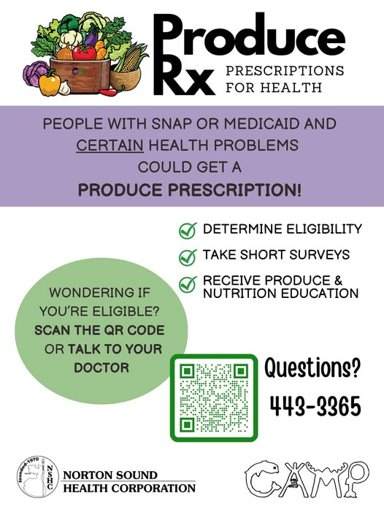 Produce
Rx PRESCRIPTIONS
FOR HEALTH
PEOPLE WITH SNAP OR MEDICAID AND
CERTAIN HEALTH PROBLEMS
COULD GET A
PRODUCE PRESCRIPTION!
DETERMINE ELIGIBILITY
TAKE SHORT SURVEYS
RECEIVE PRODUCE &
NUTRITION EDUCATION
WONDERING IF
YOU'RE ELIGIBLE?
SCAN THE QR CODE
OR TALK TO YOUR
DOCTOR
Questions?
443-3365
NSHC
NORTON SOUND
HEALTH CORPORATION
CAMP